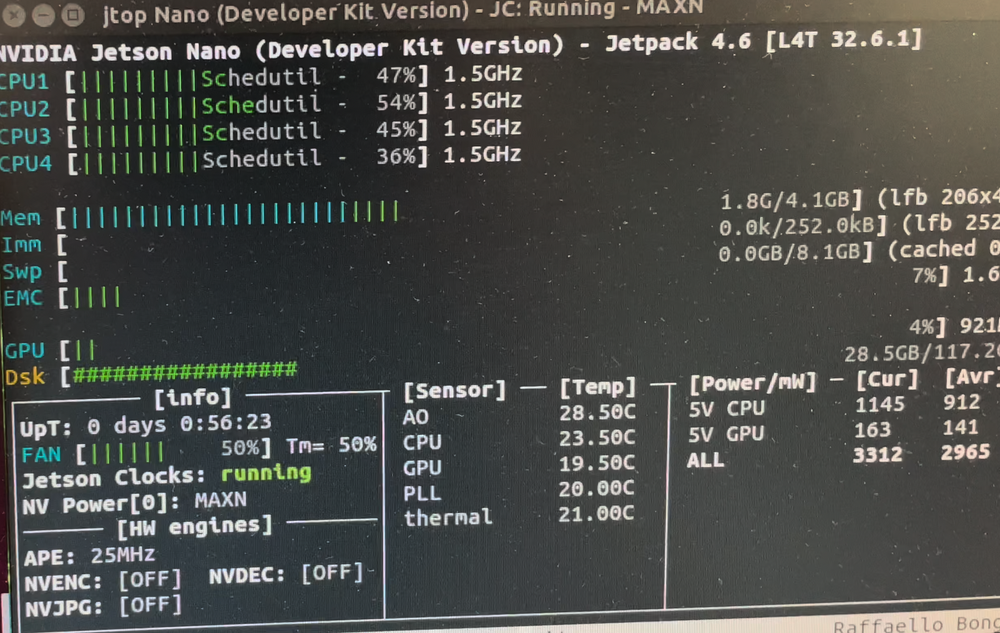 jtop Nano (Developer Kit Version) - JC: Running - MAXN
NVIDIA Jetson Nano (Developer Kit Version) - Jetpack 4.6 [L4T 32.6.1]
CPU1 [|||||||||Schedutil - 47%] 1.5GHz
CPU2 [|||||||||Schedutil - 54%] 1.5GHz
CPU3 [|||||||||Schedutil - 45%] 1.5GHz
CPU4 [|||||||||Schedutil - 36%] 1.5GHz
Mem [||||||||||||||||||||||||| 1.8G/4.1GB] (lfb 206x4
Imm [ 0.0k/252.0kB] (lfb 252
Swp [ 0.0GB/8.1GB] (cached 0
EMC [|||| 7%] 1.6
GPU [|| 4%] 921
Dsk [################# 28.5GB/117.2
[info] [Sensor] — [Temp] [Power/mW] — [Cur] [Avr]
UpT: 0 days 0:56:23 AO 28.50C 5V CPU 1145 912
FAN [|||||| 50%] Tm= 50% CPU 23.50C 5V GPU 163 141
Jetson Clocks: running GPU 19.50C ALL 3312 2965
NV Power[0]: MAXN PLL 20.00C
[HW engines] thermal 21.00C
APE: 25MHz
NVENC: [OFF] NVDEC: [OFF]
NVJPG: [OFF]
Raffaello Bon